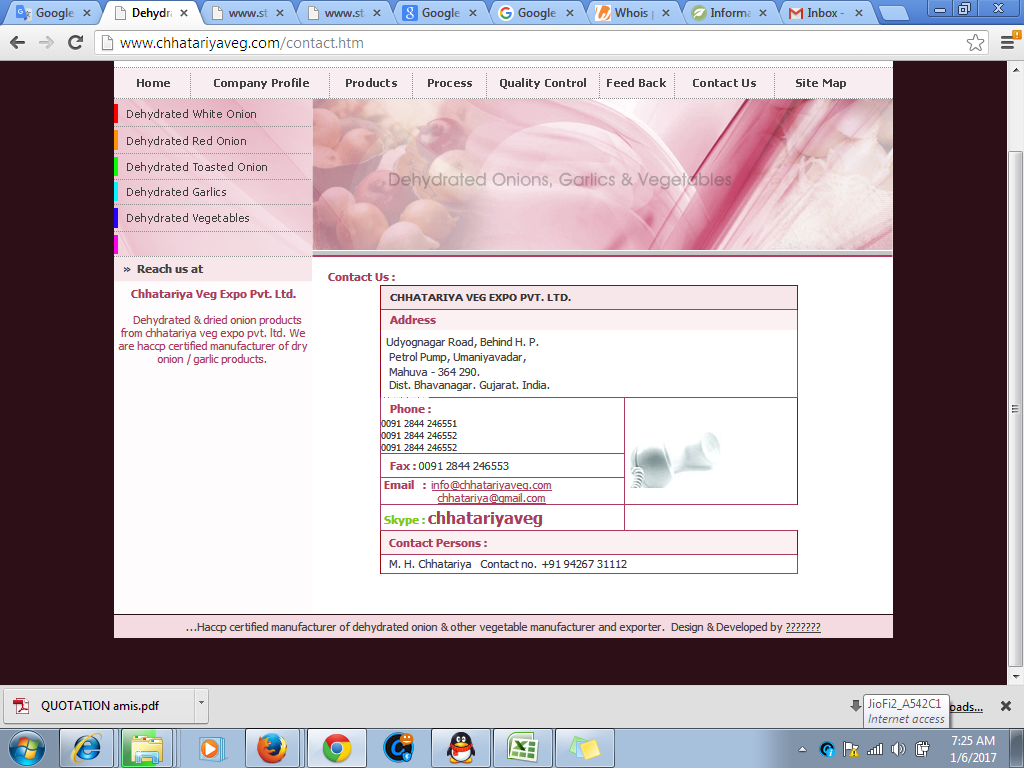 Google
Dehydr
www.st
www.st
Google
Google
Whois
Informa
Inbox -
www.chhatariyaveg.com/contact.htm
Home
Company Profile
Products
Process
Quality Control
Feed Back
Contact Us
Site Map
Dehydrated White Onion
Dehydrated Red Onion
Dehydrated Toasted Onion
Dehydrated Garlics
Dehydrated Vegetables
Dehydrated Onions, Garlics & Vegetables
» Reach us at
Chhatariya Veg Expo Pvt. Ltd.
Dehydrated & dried onion products
from chhatariya veg expo pvt. ltd. We
are haccp certified manufacturer of dry
onion / garlic products.
Contact Us :
CHHATARIYA VEG EXPO PVT. LTD.
Address
Udyognagar Road, Behind H. P.
Petrol Pump, Umaniyavadar,
Mahuva - 364 290.
Dist. Bhavanagar. Gujarat. India.
Phone :
0091 2844 246551
0091 2844 246552
0091 2844 246552
Fax : 0091 2844 246553
Email : info@chhatariyaveg.com
chhatariya@gmail.com
Skype : chhatariyaveg
Contact Persons :
M. H. Chhatariya Contact no. +91 94267 31112
...Haccp certified manufacturer of dehydrated onion & other vegetable manufacturer and exporter. Design & Developed by ???????
QUOTATION amis.pdf
JioFi2_A542C1
Internet access
oads...
7:25 AM
1/6/2017